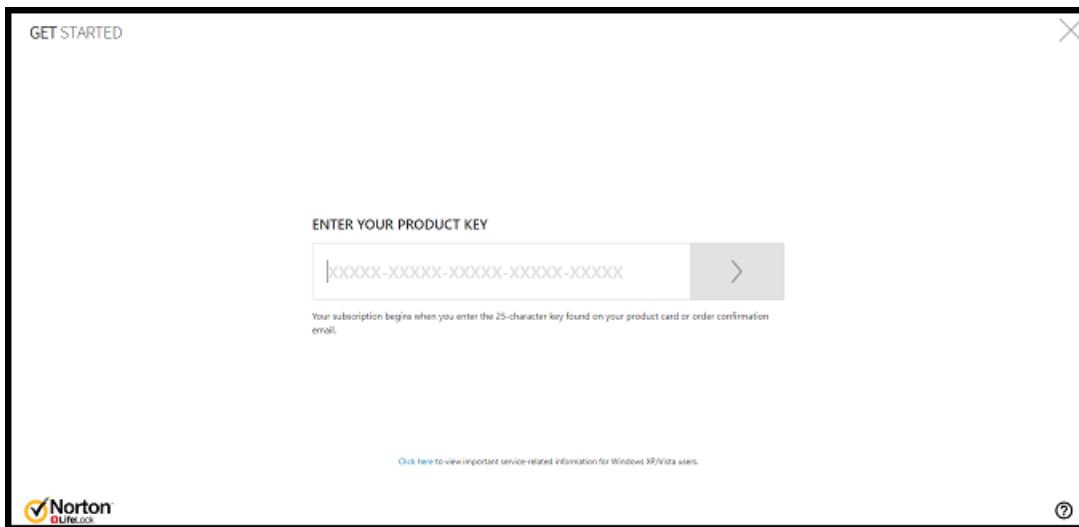 GET STARTED
ENTER YOUR PRODUCT KEY
XXXXX-XXXXX-XXXXX-XXXXX-XXXXX
Your subscription begins when you enter the 25-character key found on your product card or order confirmation
email.
Click here to view important service-related information for Windows XP/Vista users.
Norton
LifeLock
?